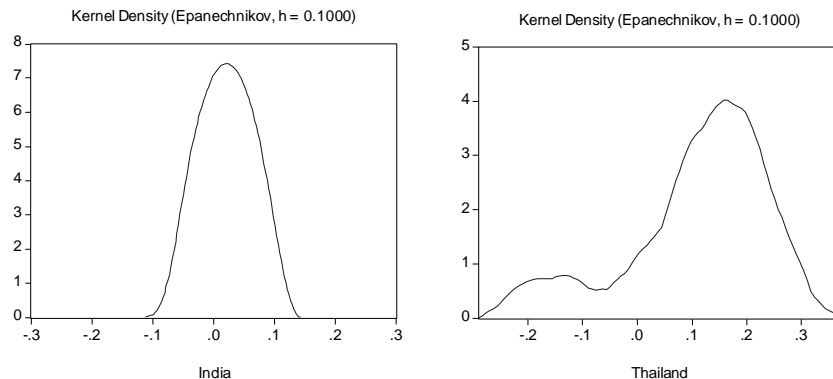 Kernel Density (Epanechnikov, h = 0.1000)
8
7
6
5
4
3
2
1
0
-.3 -.2 -.1 .0 .1 .2 .3
India
Kernel Density (Epanechnikov, h = 0.1000)
5
4
3
2
1
0
-.2 -.1 .0 .1 .2 .3
Thailand